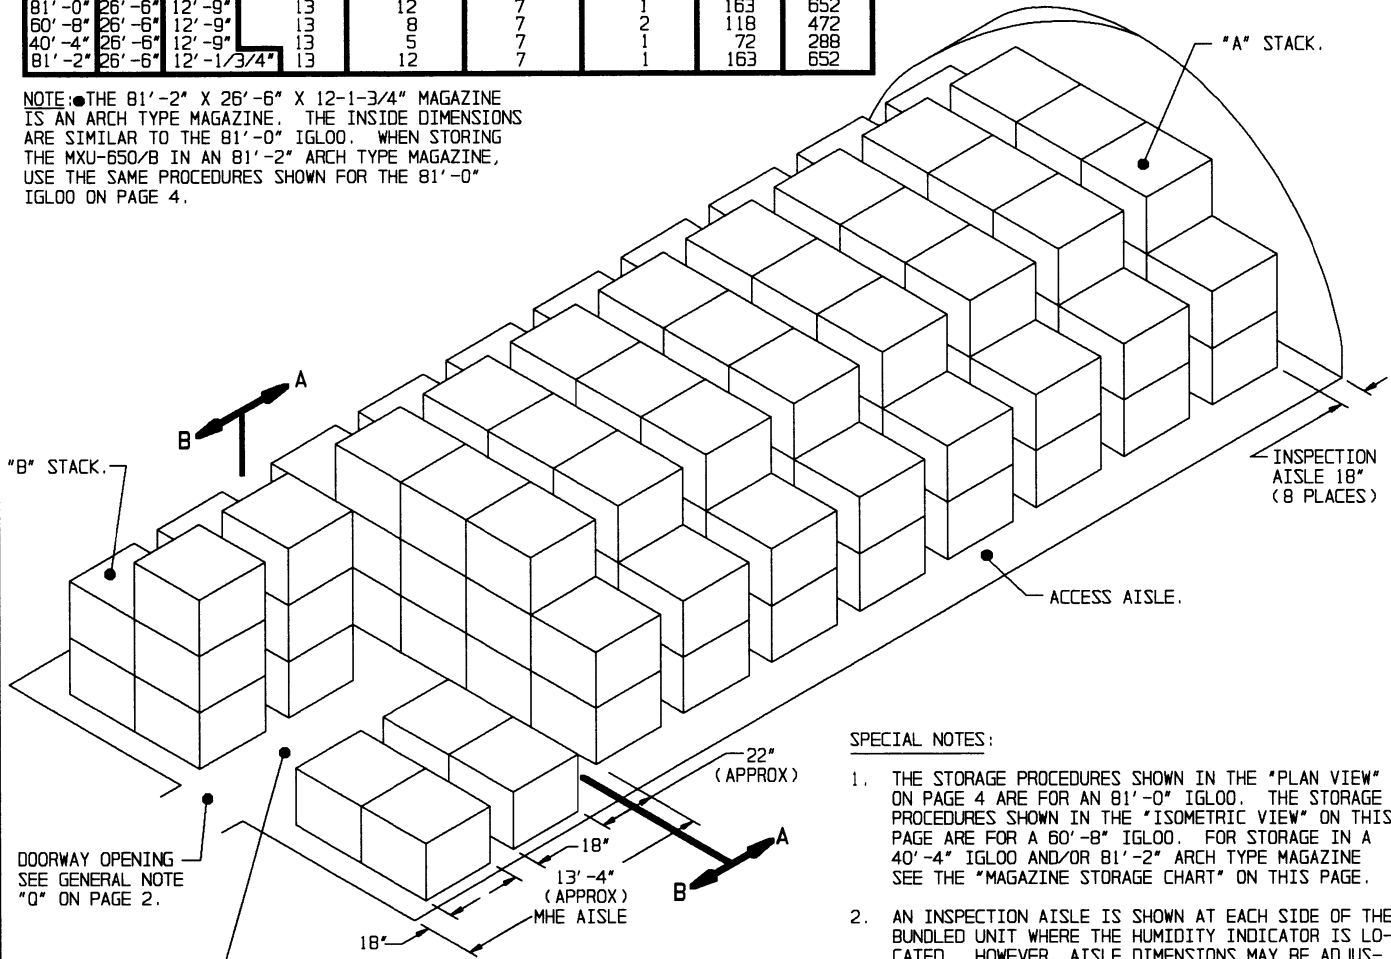 81'-0" 26'-6" 12'-9" 13 12 7 1 163 652
60'-8" 26'-6" 12'-9" 13 8 7 2 118 472
40'-4" 26'-6" 12'-9" 13 5 7 1 72 288
81'-2" 26'-6" 12'-1/3/4" 13 12 7 1 163 652
NOTE:●THE 81'-2" X 26'-6" X 12-1-3/4" MAGAZINE
IS AN ARCH TYPE MAGAZINE. THE INSIDE DIMENSIONS
ARE SIMILAR TO THE 81'-0" IGLOO. WHEN STORING
THE MXU-650/B IN AN 81'-2" ARCH TYPE MAGAZINE,
USE THE SAME PROCEDURES SHOWN FOR THE 81'-0"
IGLOO ON PAGE 4.
"A" STACK.
A
B
"B" STACK.
INSPECTION
AISLE 18"
(8 PLACES)
ACCESS AISLE.
22"
(APPROX)
18"
13'-4"
(APPROX)
MHE AISLE
18"
A
B
DOORWAY OPENING
SEE GENERAL NOTE
"Q" ON PAGE 2.
SPECIAL NOTES:
1. THE STORAGE PROCEDURES SHOWN IN THE "PLAN VIEW"
ON PAGE 4 ARE FOR AN 81'-0" IGLOO. THE STORAGE
PROCEDURES SHOWN IN THE "ISOMETRIC VIEW" ON THIS
PAGE ARE FOR A 60'-8" IGLOO. FOR STORAGE IN A
40'-4" IGLOO AND/OR 81'-2" ARCH TYPE MAGAZINE
SEE THE "MAGAZINE STORAGE CHART" ON THIS PAGE.
2. AN INSPECTION AISLE IS SHOWN AT EACH SIDE OF THE
BUNDLED UNIT WHERE THE HUMIDITY INDICATOR IS LO-
CATED. HOWEVER, AISLE DIMENSIONS MAY BE ADJUS-